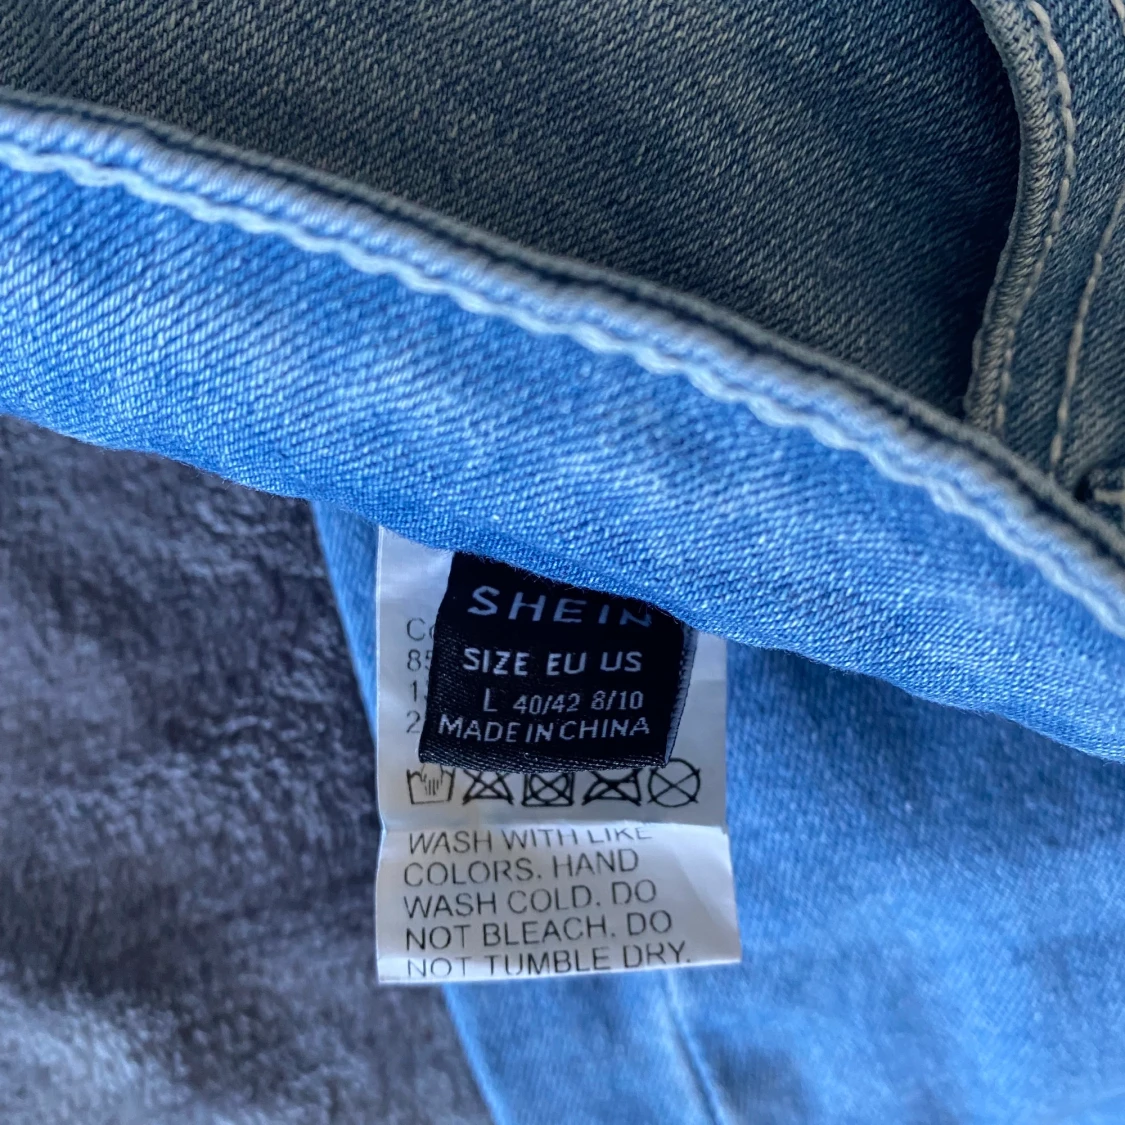 SHEIN
SIZE EU US
L 40/42 8/10
MADE IN CHINA
WASH WITH LIKE
COLORS. HAND
WASH COLD. DO
NOT BLEACH. DO
NOT TUMBLE DRY.